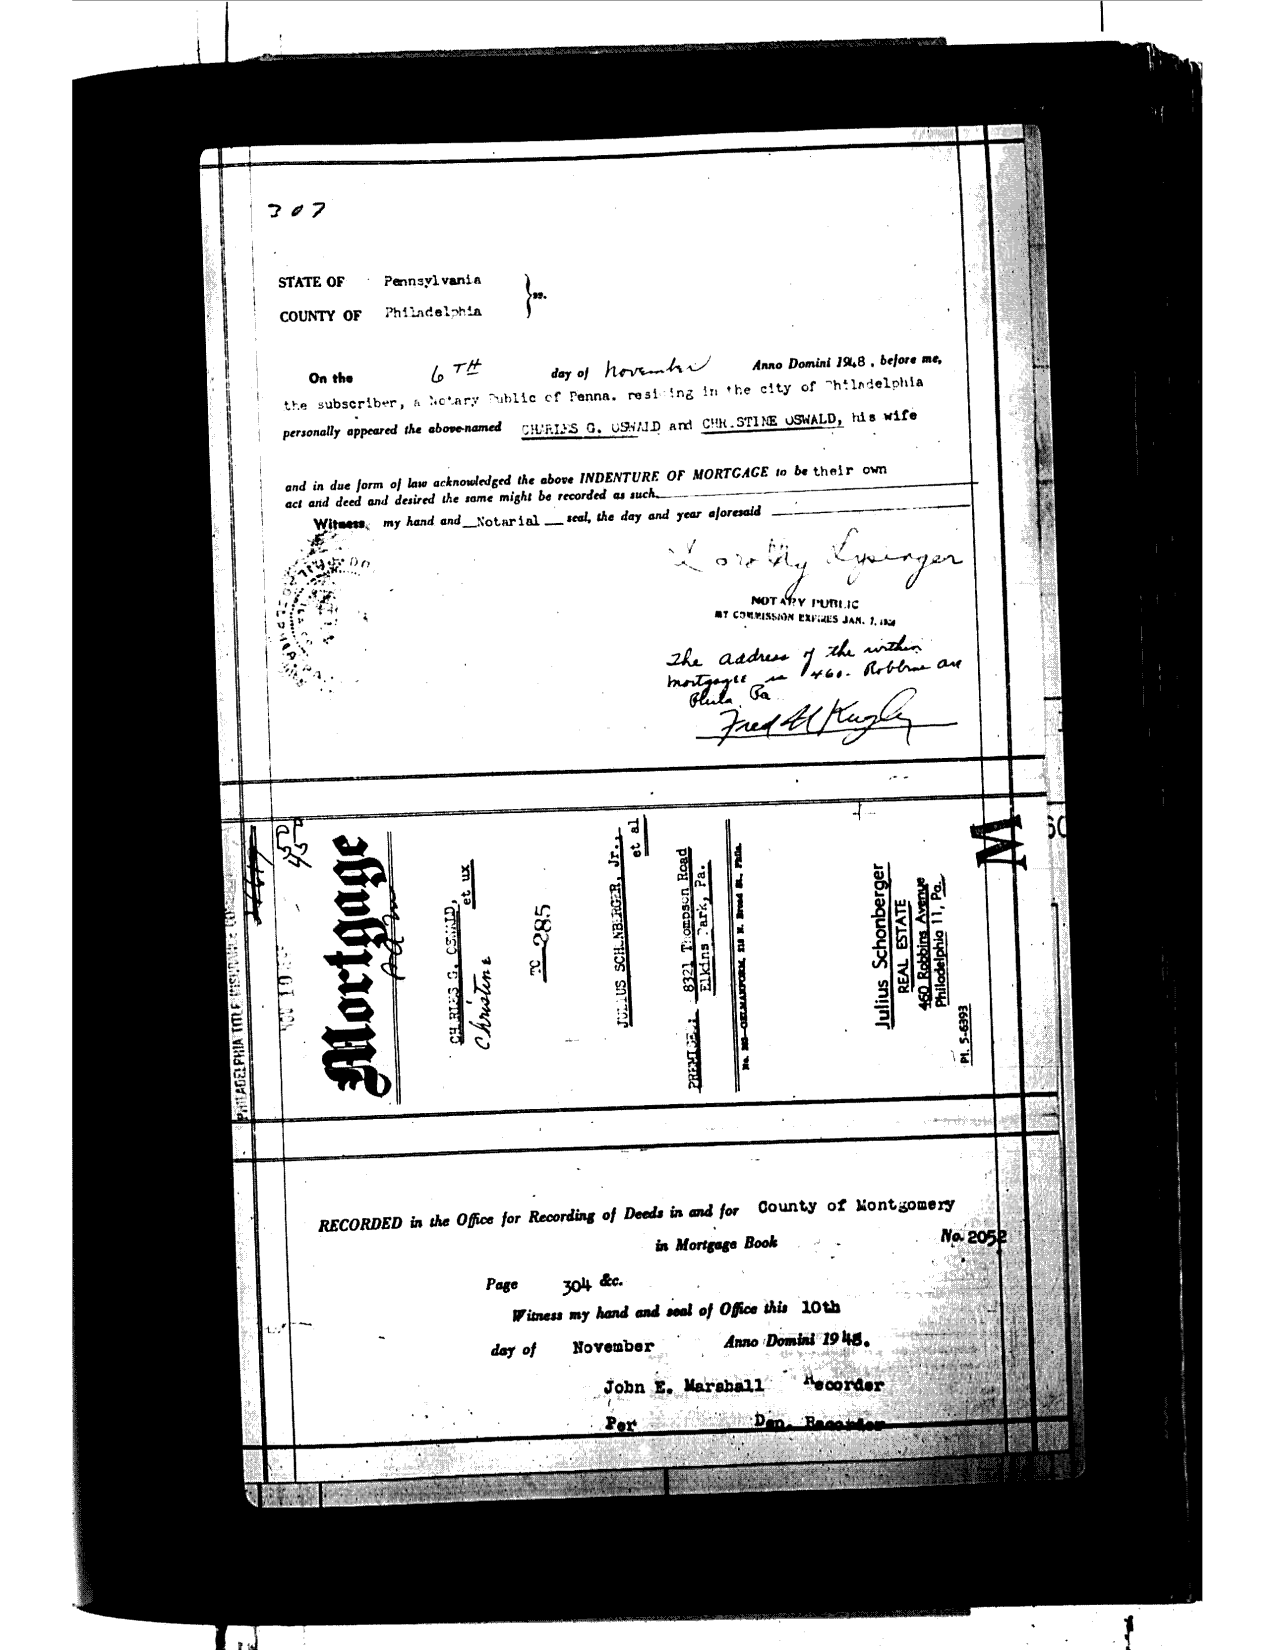 307
STATE OF Pennsylvania
ss.
COUNTY OF Philadelphia
On the 6TH day of November Anno Domini 1948, before me,
the subscriber, a Notary Public of Penna. residing in the city of Philadelphia
personally appeared the above-named CHARLES G. OSWALD and CHRISTINE OSWALD, his wife
and in due form of law acknowledged the above INDENTURE OF MORTGAGE to be their own
act and deed and desired the same might be recorded as such.
Witness, my hand and Notarial seal, the day and year aforesaid
Dorothy Lysinger
NOTARY PUBLIC
MY COMMISSION EXPIRES JAN. 7,
The address of the within
mortgagee is 460 Robbins Ave
Phila Pa
Fred H Kugler
PHILADELPHIA TITLE INSURANCE CO
NOV 10
450
450
Mortgage
CHARLES G. OSWALD,
et ux
Christine
TO 285
JULIUS SCHONBERGER, Jr.,
et al
PREMISES: 8321 Thompson Road
Elkins Park, Pa.
Julius Schonberger
REAL ESTATE
460 Robbins Avenue
Philadelphia 11, Pa.
Pl. 5-6393
M
RECORDED in the Office for Recording of Deeds in and for County of Montgomery
in Mortgage Book No. 2052
Page 304 &c.
Witness my hand and seal of Office this 10th
day of November Anno Domini 1948.
John E. Marshall Recorder
Per Dep. Recorder